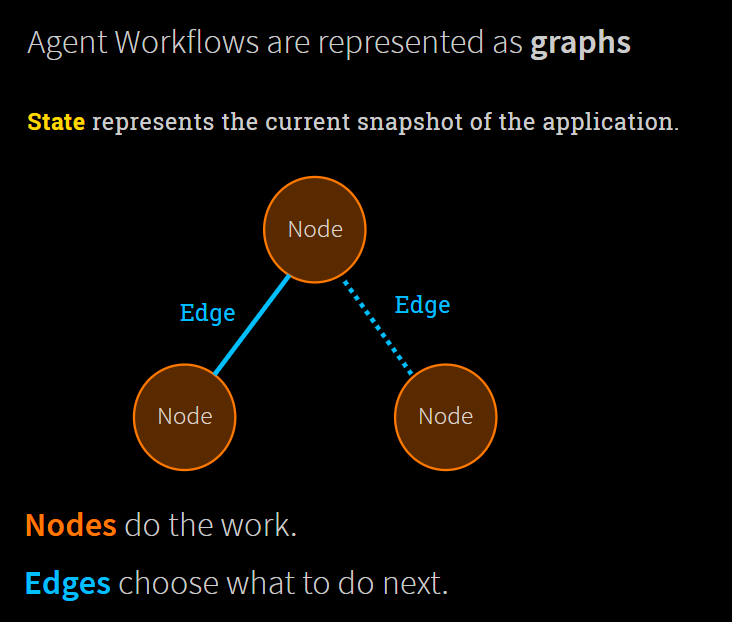 Agent Workflows are represented as graphs
State represents the current snapshot of the application.
Node
Edge
Edge
Node
Node
Nodes do the work.
Edges choose what to do next.